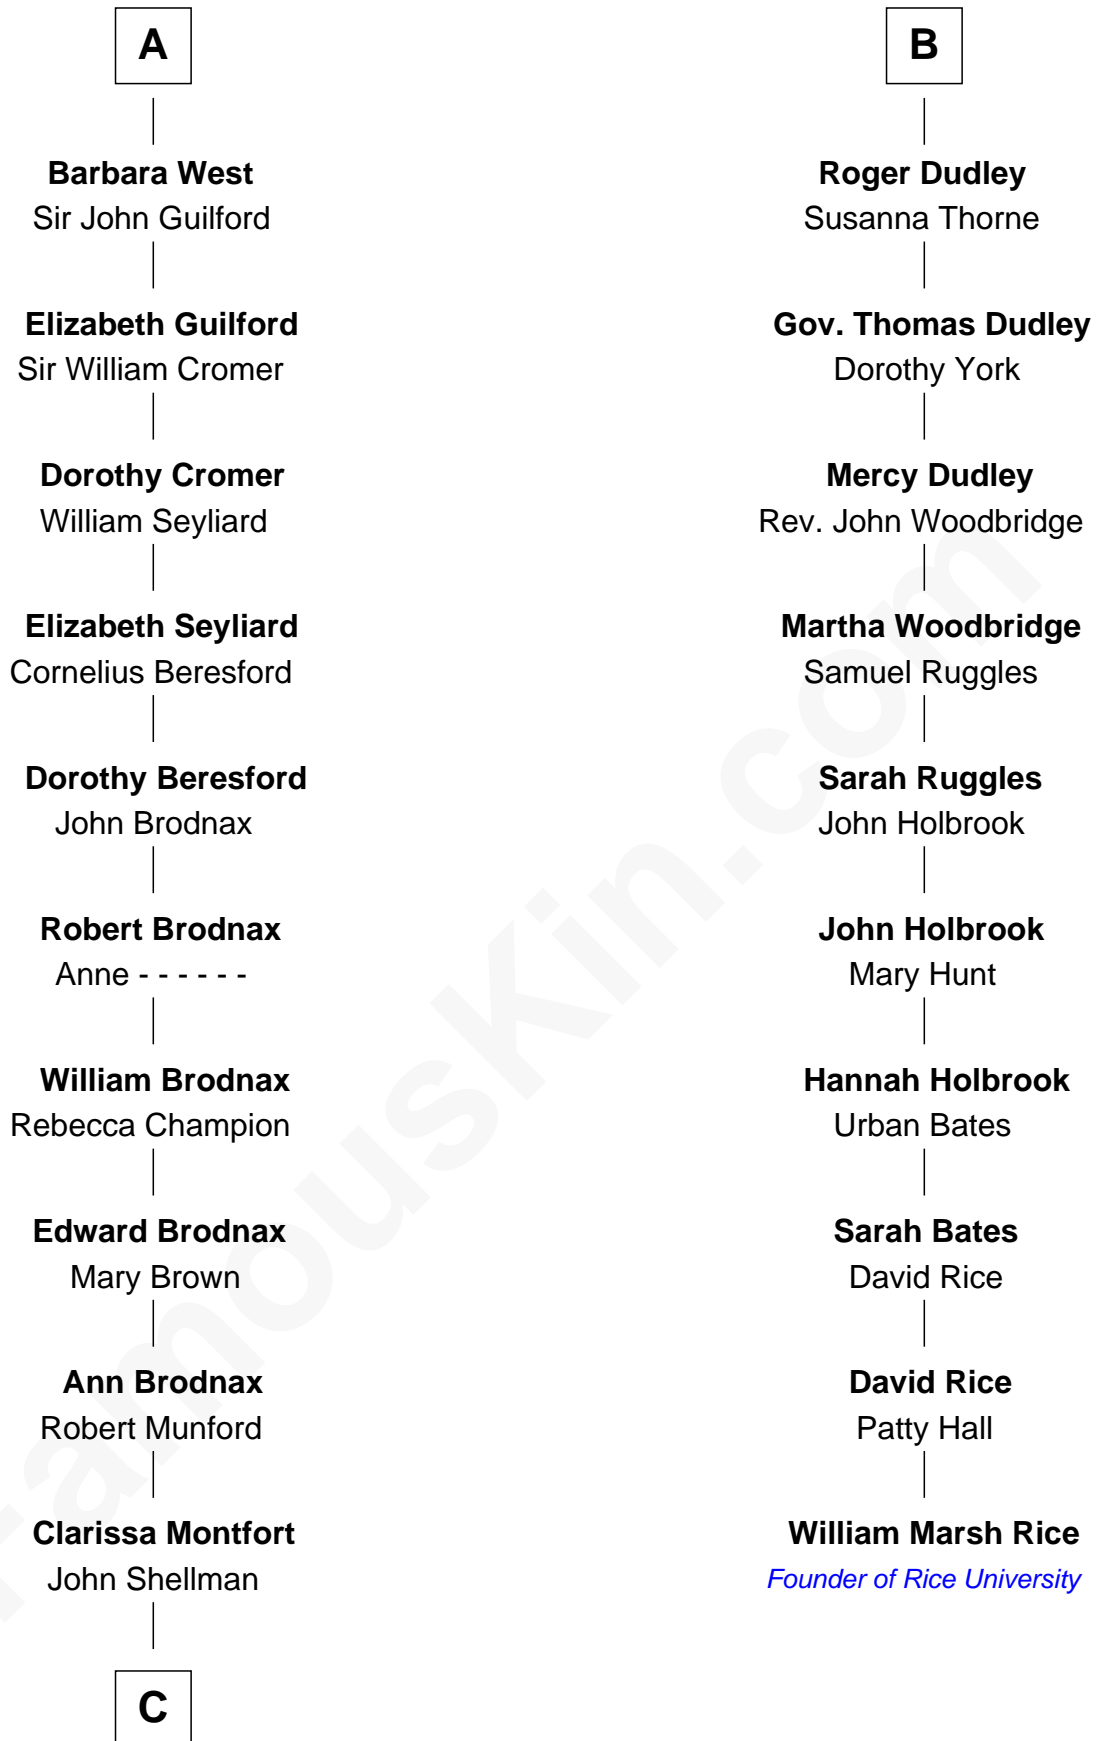 A
Barbara West
Sir John Guilford
Elizabeth Guilford
Sir William Cromer
Dorothy Cromer
William Seyliard
Elizabeth Seyliard
Cornelius Beresford
Dorothy Beresford
John Brodnax
Robert Brodnax
Anne - - - - - -
William Brodnax
Rebecca Champion
Edward Brodnax
Mary Brown
Ann Brodnax
Robert Munford
Clarissa Montfort
John Shellman
C
B
Roger Dudley
Susanna Thorne
Gov. Thomas Dudley
Dorothy York
Mercy Dudley
Rev. John Woodbridge
Martha Woodbridge
Samuel Ruggles
Sarah Ruggles
John Holbrook
John Holbrook
Mary Hunt
Hannah Holbrook
Urban Bates
Sarah Bates
David Rice
David Rice
Patty Hall
William Marsh Rice
Founder of Rice University
FamousKin.com